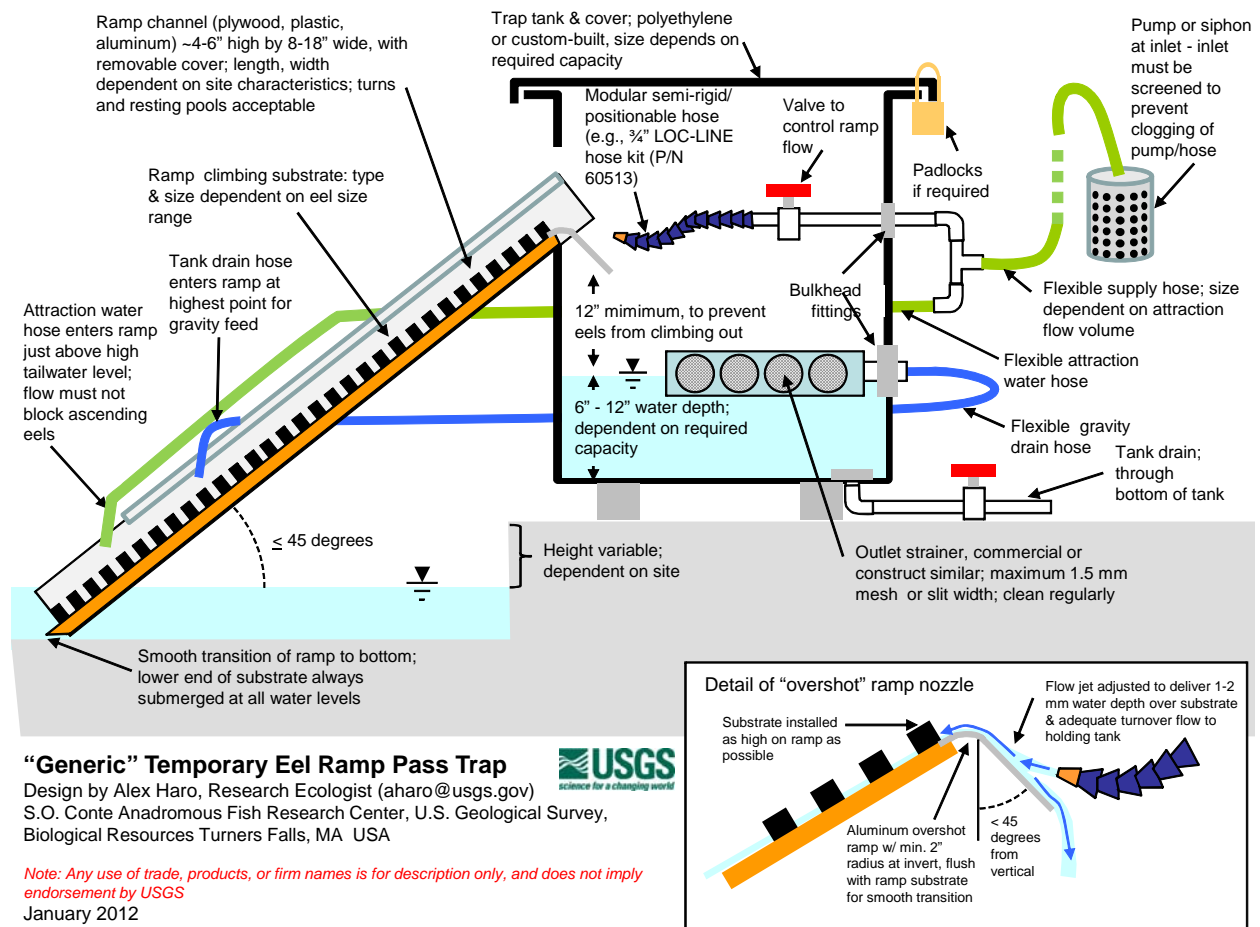 Ramp channel (plywood, plastic,
aluminum) ~4-6” high by 8-18” wide, with
removable cover; length, width
dependent on site characteristics; turns
and resting pools acceptable
Trap tank & cover; polyethylene
or custom-built, size depends on
required capacity
Pump or siphon
at inlet - inlet
must be
screened to
prevent
clogging of
pump/hose
Modular semi-rigid/
positionable hose
(e.g., ¾” LOC-LINE
hose kit (P/N
60513)
Valve to
control ramp
flow
Padlocks
if required
Ramp climbing substrate: type
& size dependent on eel size
range
Tank drain hose
enters ramp at
highest point for
gravity feed
Attraction water
hose enters ramp
just above high
tailwater level;
flow must not
block ascending
eels
12” mimimum, to prevent
eels from climbing out
Bulkhead
fittings
Flexible supply hose; size
dependent on attraction
flow volume
Flexible attraction
water hose
6” - 12” water depth;
dependent on required
capacity
Flexible gravity
drain hose
Tank drain;
through
bottom of tank
< 45 degrees
Height variable;
dependent on site
Outlet strainer, commercial or
construct similar; maximum 1.5 mm
mesh or slit width; clean regularly
Smooth transition of ramp to bottom;
lower end of substrate always
submerged at all water levels
Detail of “overshot” ramp nozzle
Flow jet adjusted to deliver 1-2
mm water depth over substrate
& adequate turnover flow to
holding tank
Substrate installed
as high on ramp as
possible
Aluminum overshot
ramp w/ min. 2”
radius at invert, flush
with ramp substrate
for smooth transition
< 45
degrees
from
vertical
“Generic” Temporary Eel Ramp Pass Trap
USGS
science for a changing world
Design by Alex Haro, Research Ecologist (aharo@usgs.gov)
S.O. Conte Anadromous Fish Research Center, U.S. Geological Survey,
Biological Resources Turners Falls, MA USA
Note: Any use of trade, products, or firm names is for description only, and does not imply
endorsement by USGS
January 2012